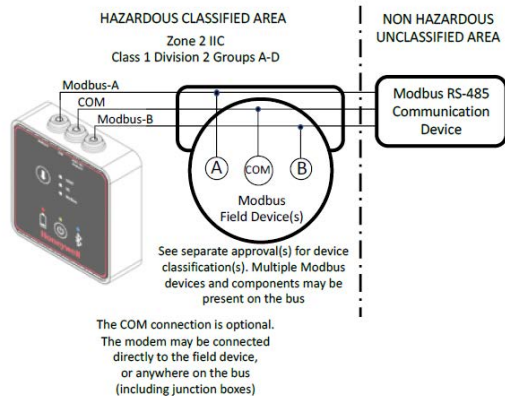 HAZARDOUS CLASSIFIED AREA
Zone 2 IIC
Class 1 Division 2 Groups A-D
NON HAZARDOUS
UNCLASSIFIED AREA
Modbus-A
COM
Modbus-B
Modbus RS-485
Communication
Device
A
COM
B
Modbus
Field Device(s)
Honeywell
See separate approval(s) for device
classification(s). Multiple Modbus
devices and components may be
present on the bus
The COM connection is optional.
The modem may be connected
directly to the field device,
or anywhere on the bus
(including junction boxes)